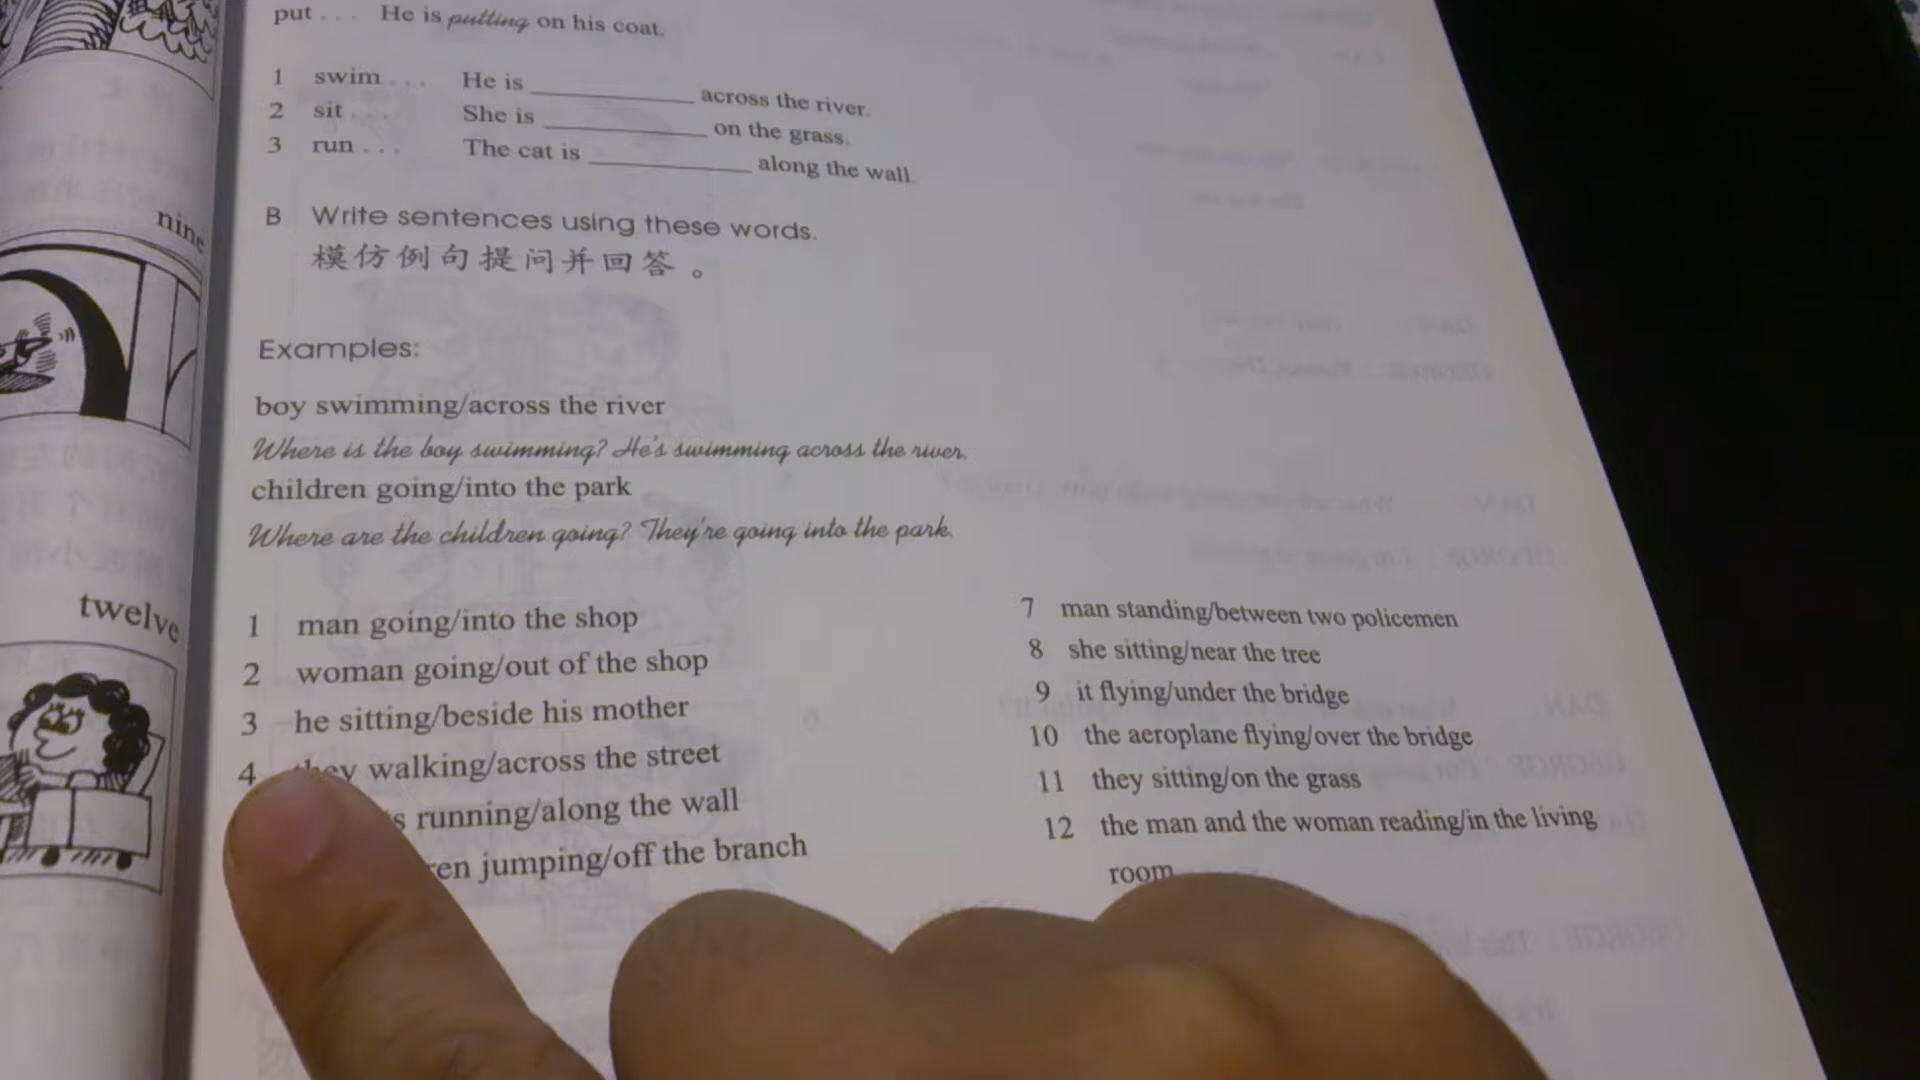 put . . . He is putting on his coat.
1 swim . . . He is ____________ across the river.
2 sit . . . She is ____________ on the grass.
3 run . . . The cat is ____________ along the wall.
nine
B Write sentences using these words.
模仿例句提问并回答。
Examples:
boy swimming/across the river
Where is the boy swimming? He's swimming across the river.
children going/into the park
Where are the children going? They're going into the park.
twelve
1 man going/into the shop
2 woman going/out of the shop
3 he sitting/beside his mother
4 they walking/across the street
running/along the wall
jumping/off the branch
7 man standing/between two policemen
8 she sitting/near the tree
9 it flying/under the bridge
10 the aeroplane flying/over the bridge
11 they sitting/on the grass
12 the man and the woman reading/in the living
room